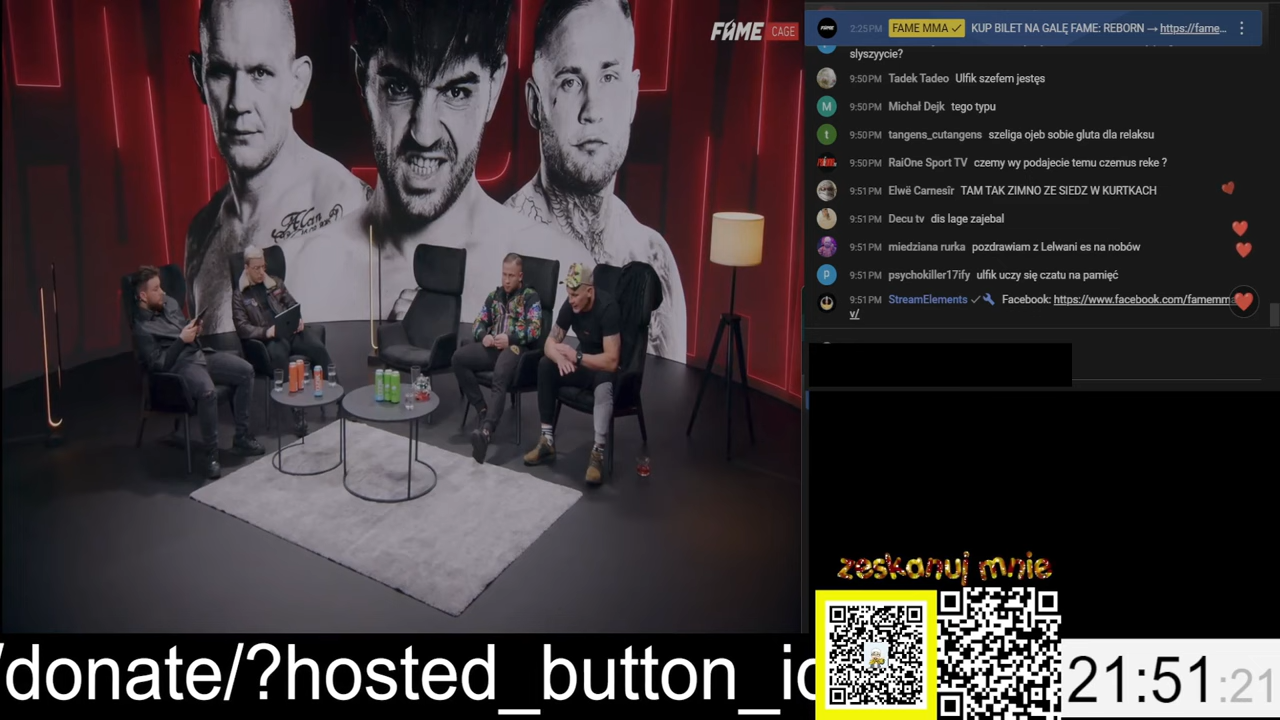 FAME CAGE
2:25PM FAME MMA KUP BILET NA GALĘ FAME: REBORN → https://fame...
slyszyycie?
9:50PM Tadek Tadeo Ulfik szefem jestęs
9:50PM Michał Dejk tego typu
9:50PM tangens_cutangens szeliga ojeb sobie gluta dla relaksu
9:50PM RaiOne Sport TV czemy wy podajecie temu czemus reke ?
9:51PM Elwë Carnesîr TAM TAK ZIMNO ZE SIEDZ W KURTKACH
9:51PM Decu tv dis lage zajebal
9:51PM miedziana rurka pozdrawiam z Lelwani es na nobów
9:51PM psychokiller17ify ulfik uczy się czatu na pamięć
9:51PM StreamElements Facebook: https://www.facebook.com/famemm
v/
zeskanuj mnie
/donate/?hosted_button_id
21:51:21